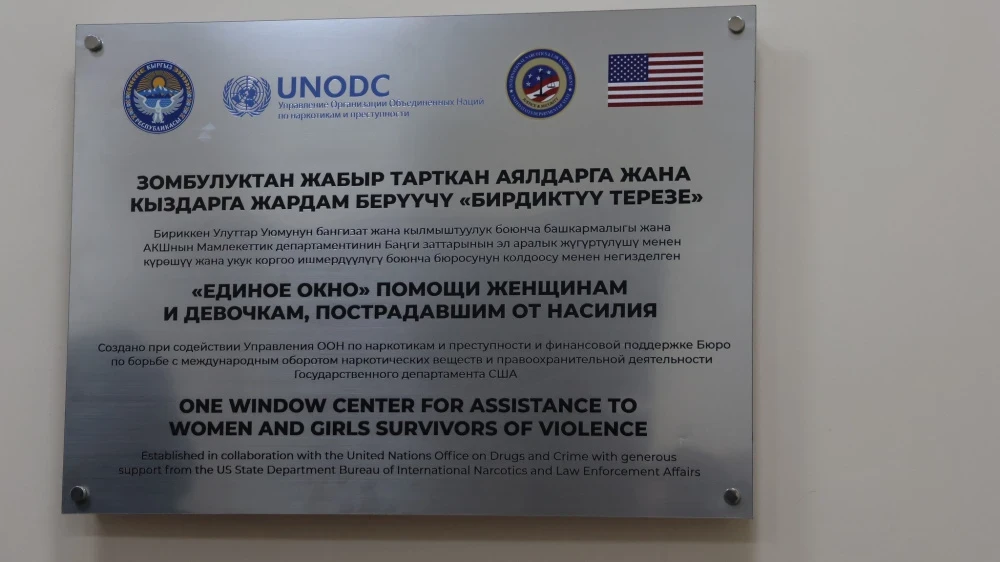 КЫРГЫЗ
РЕСПУБЛИКАСЫ
UNODC
Управление Организации Объединенных Наций
по наркотикам и преступности
ЗОМБУЛУКТАН ЖАБЫР ТАРТКАН АЯЛДАРГА ЖАНА
КЫЗДАРГА ЖАРДАМ БЕРҮҮЧҮ «БИРДИКТҮҮ ТЕРЕЗЕ»
Бириккен Улуттар Уюмунун бангизат жана кылмыштуулук боюнча башкармалыгы жана
АКШнын Мамлекеттик департаментинин Баңги заттарынын эл аралык жүгүртүлүшү менен
күрөшүү жана укук коргоо ишмердүүлүгү боюнча бюросунун колдоосу менен негизделген
«ЕДИНОЕ ОКНО» ПОМОЩИ ЖЕНЩИНАМ
И ДЕВОЧКАМ, ПОСТРАДАВШИМ ОТ НАСИЛИЯ
Создано при содействии Управления ООН по наркотикам и преступности и финансовой поддержке Бюро
по борьбе с международным оборотом наркотических веществ и правоохранительной деятельности
Государственного департамента США
ONE WINDOW CENTER FOR ASSISTANCE TO
WOMEN AND GIRLS SURVIVORS OF VIOLENCE
Established in collaboration with the United Nations Office on Drugs and Crime with generous
support from the US State Department Bureau of International Narcotics and Law Enforcement Affairs